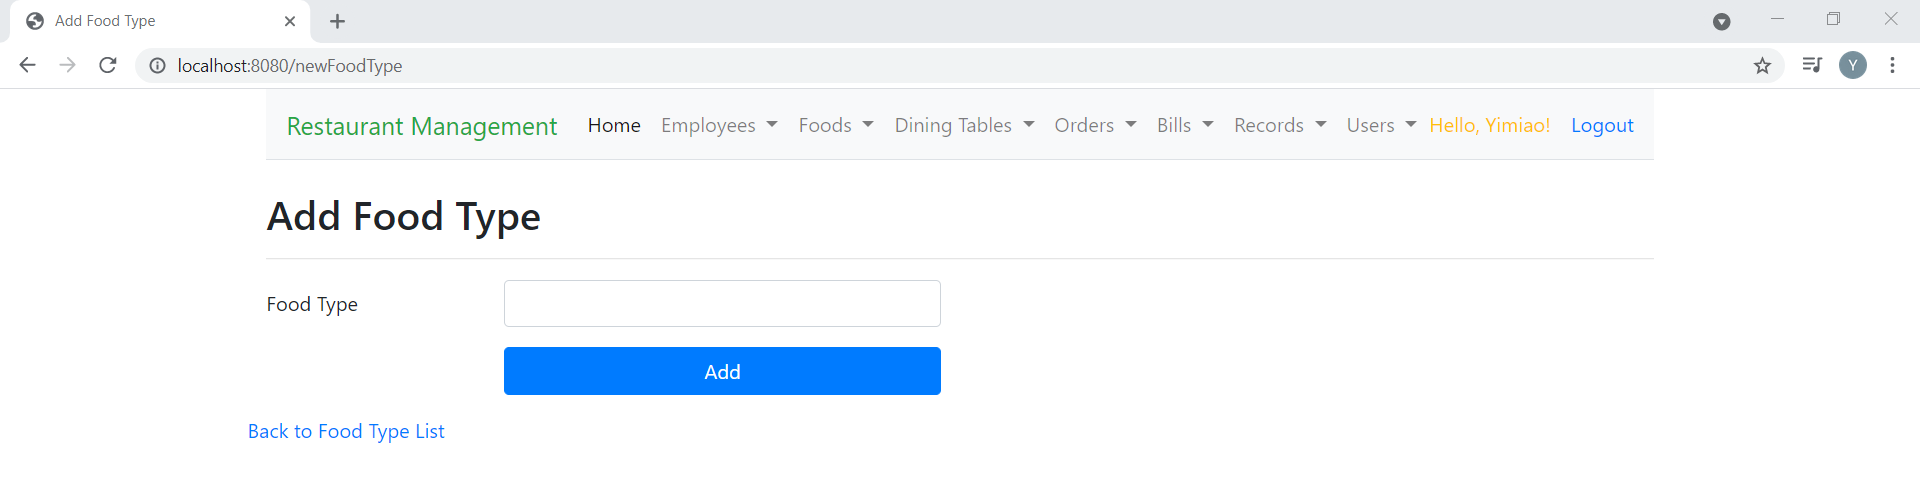 Add Food Type
localhost:8080/newFoodType
Y
Restaurant Management Home Employees Foods Dining Tables Orders Bills Records Users Hello, Yimiao! Logout
Add Food Type
Food Type
Add
Back to Food Type List